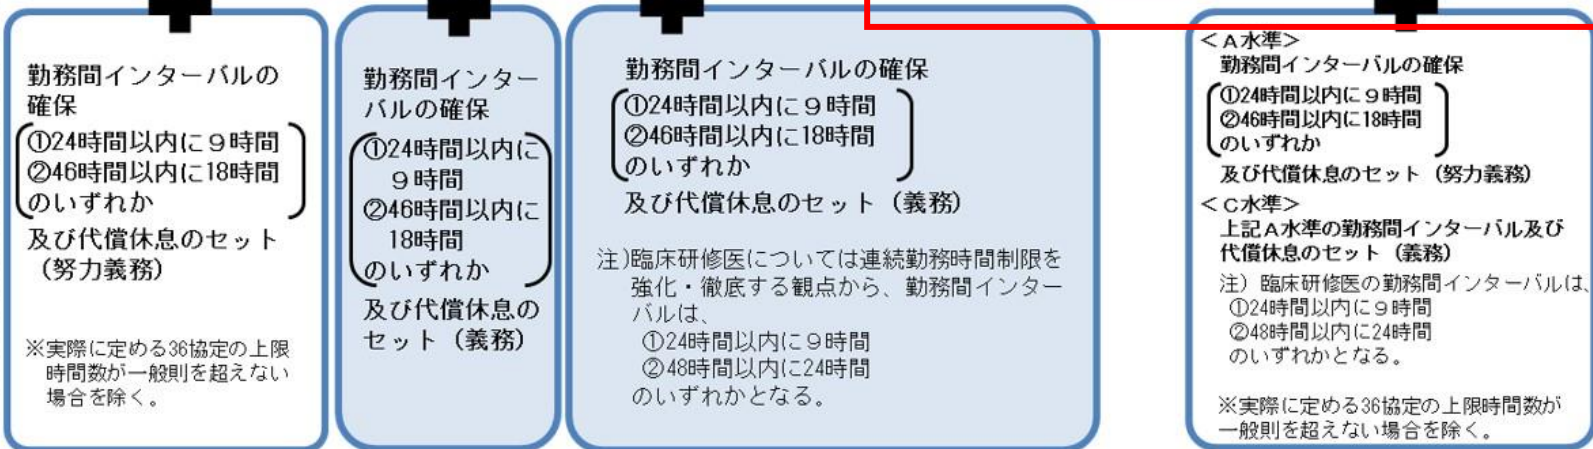 勤務間インターバルの
確保
①24時間以内に９時間
②46時間以内に18時間
のいずれか
及び代償休息のセット
（努力義務）
※実際に定める36協定の上限
時間数が一般則を超えない
場合を除く。
勤務間インター
バルの確保
①24時間以内に
９時間
②46時間以内に
18時間
のいずれか
及び代償休息の
セット（義務）
勤務間インターバルの確保
①24時間以内に９時間
②46時間以内に18時間
のいずれか
及び代償休息のセット（義務）
注）臨床研修医については連続勤務時間制限を
強化・徹底する観点から、勤務間インター
バルは、
①24時間以内に９時間
②48時間以内に24時間
のいずれかとなる。
＜Ａ水準＞
勤務間インターバルの確保
①24時間以内に９時間
②46時間以内に18時間
のいずれか
及び代償休息のセット（努力義務）
＜Ｃ水準＞
上記Ａ水準の勤務間インターバル及び
代償休息のセット（義務）
注）臨床研修医の勤務間インターバルは、
①24時間以内に９時間
②48時間以内に24時間
のいずれかとなる。
※実際に定める36協定の上限時間数が
一般則を超えない場合を除く。